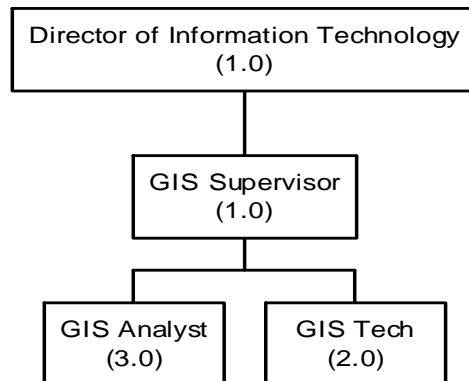 Director of Information Technology
(1.0)
GIS Supervisor
(1.0)
GIS Analyst
(3.0)
GIS Tech
(2.0)